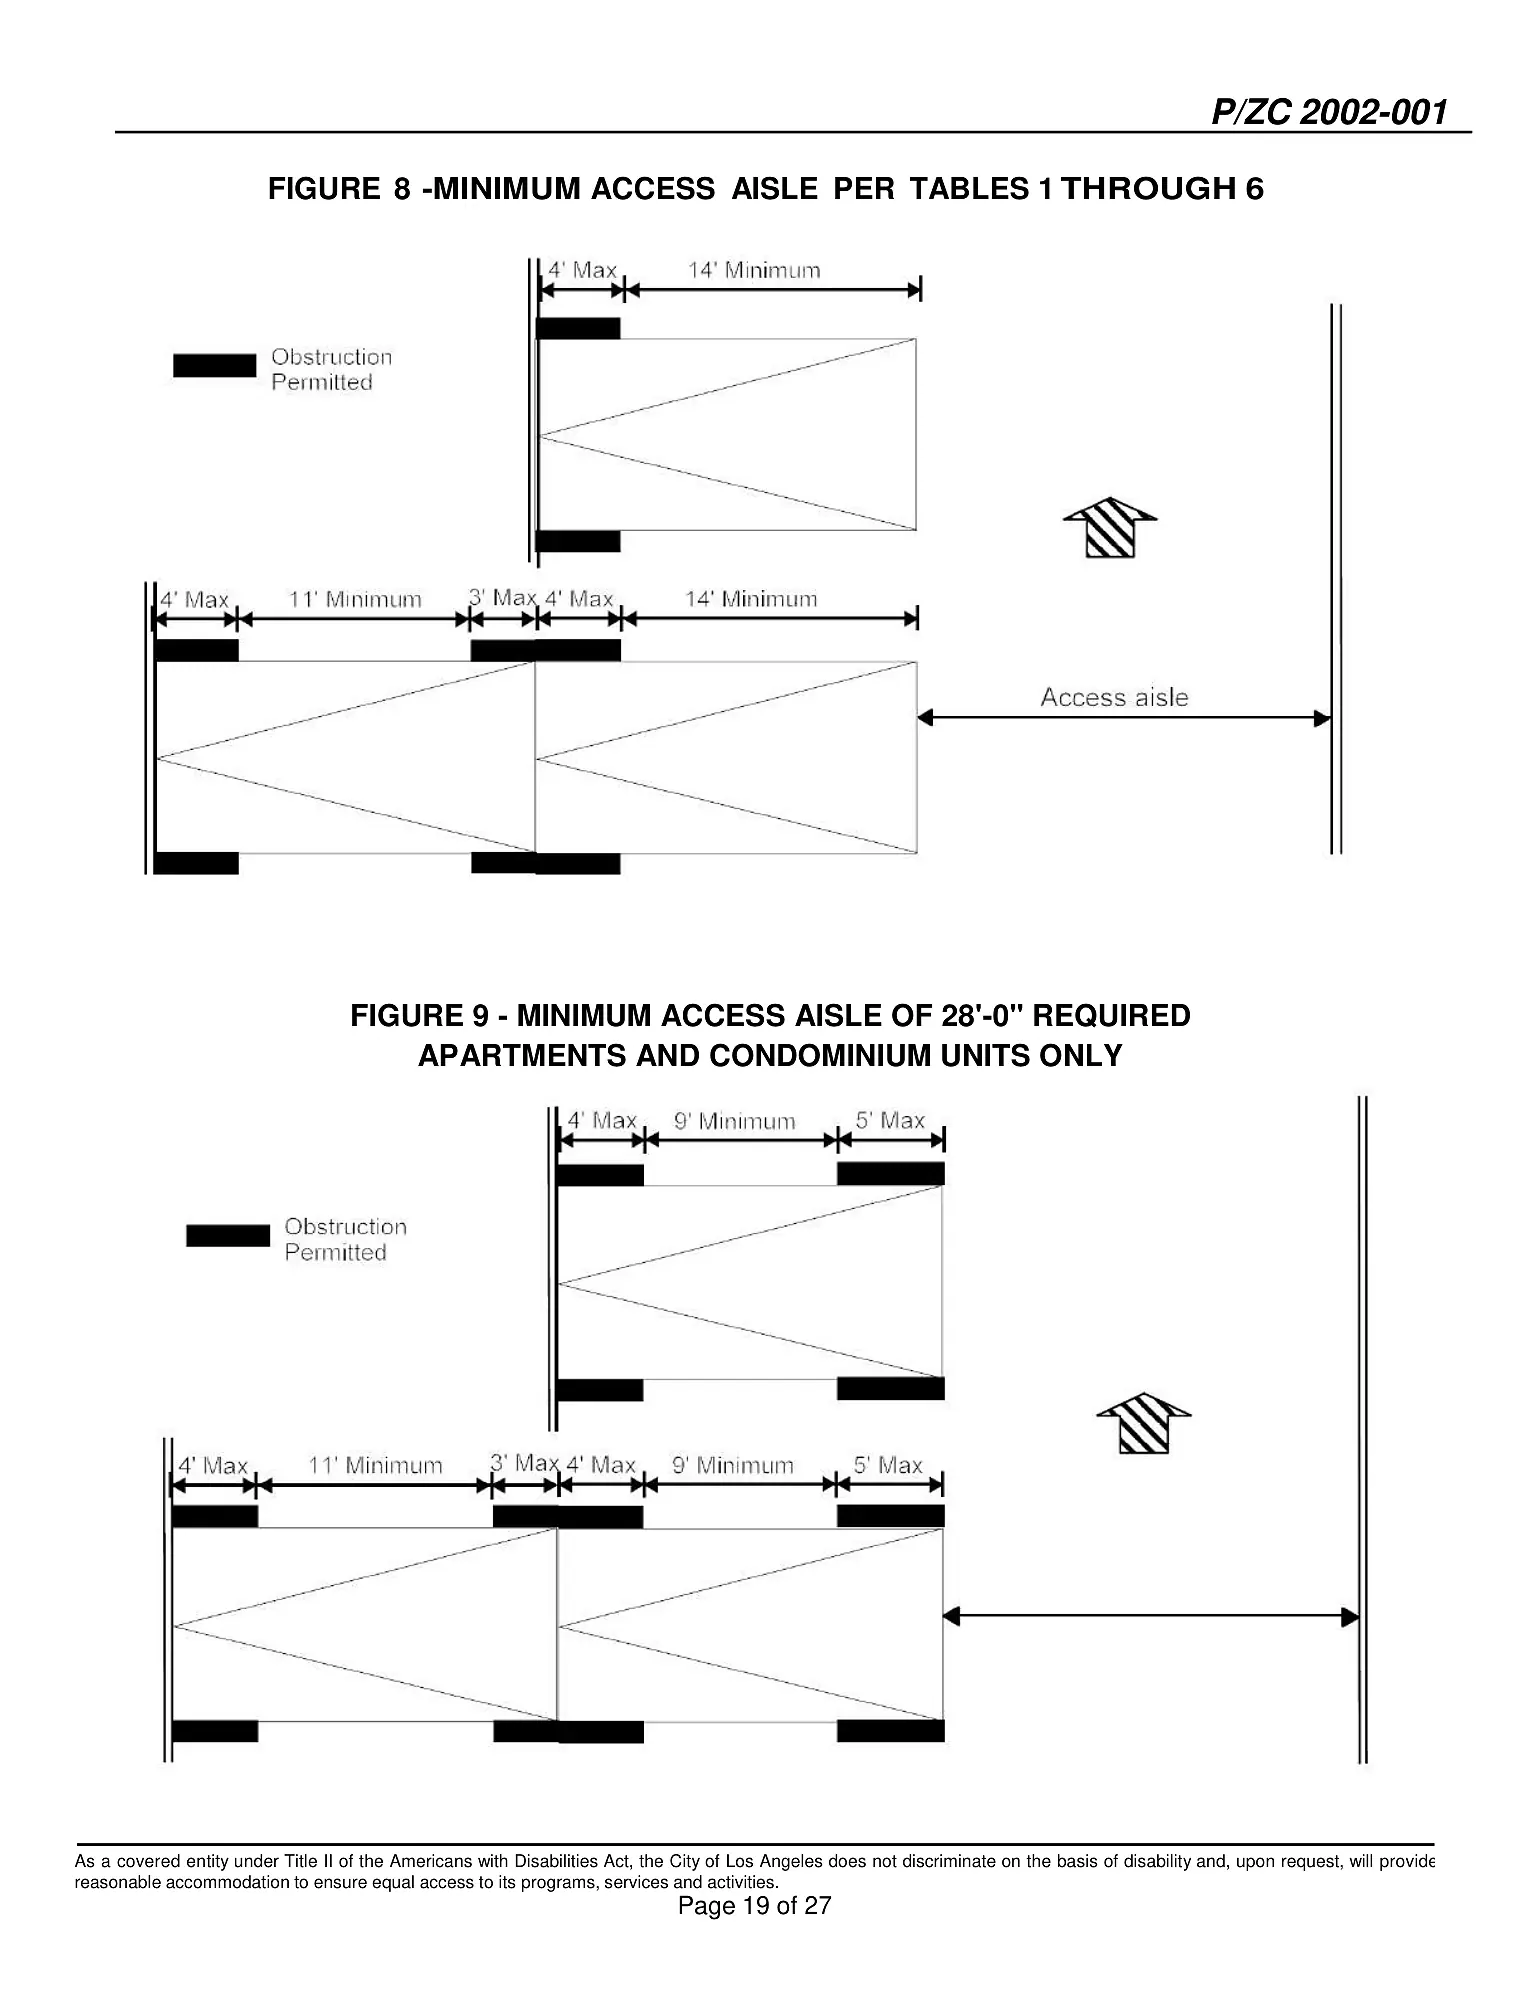 P/ZC 2002-001
FIGURE 8 -MINIMUM ACCESS AISLE PER TABLES 1 THROUGH 6
4' Max 14' Minimum
Obstruction
Permitted
4' Max 11' Minimum 3' Max 4' Max 14' Minimum
Access aisle
FIGURE 9 - MINIMUM ACCESS AISLE OF 28'-0" REQUIRED
APARTMENTS AND CONDOMINIUM UNITS ONLY
4' Max 9' Minimum 5' Max
Obstruction
Permitted
4' Max 11' Minimum 3' Max 4' Max 9' Minimum 5' Max
As a covered entity under Title II of the Americans with Disabilities Act, the City of Los Angeles does not discriminate on the basis of disability and, upon request, will provide
reasonable accommodation to ensure equal access to its programs, services and activities.
Page 19 of 27